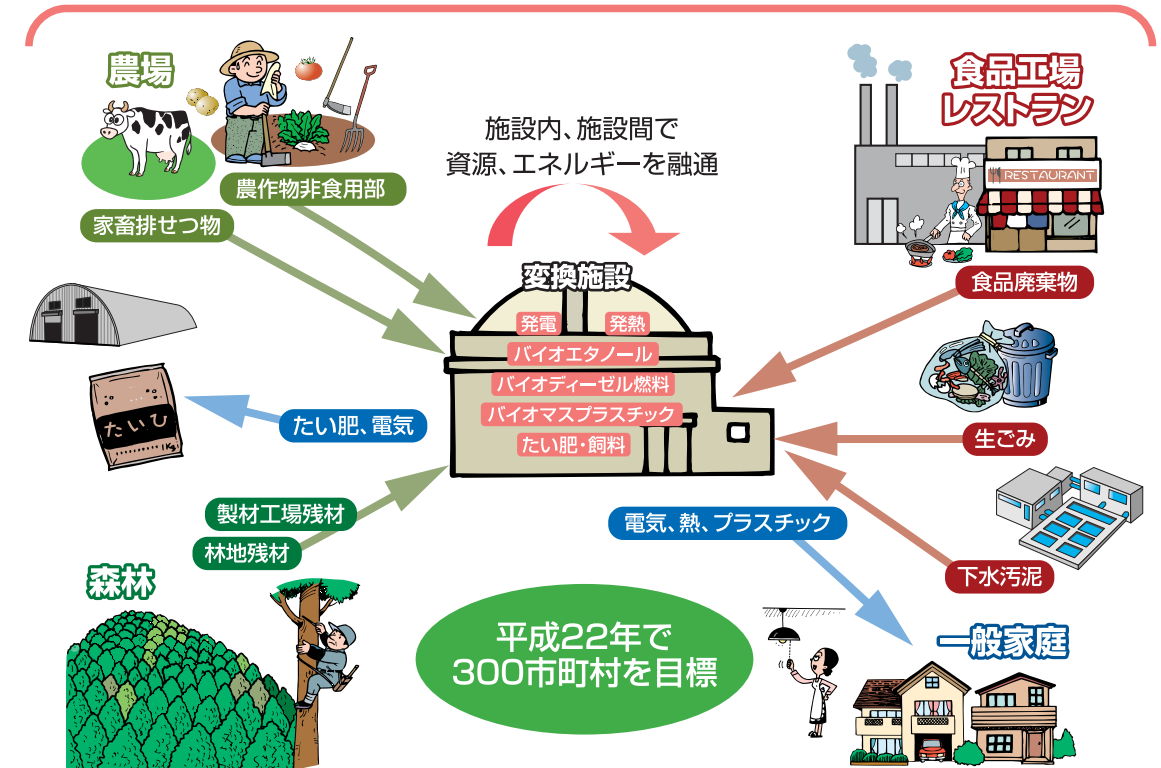 農場
食品工場
レストラン
施設内、施設間で
資源、エネルギーを融通
RESTAURANT
農作物非食用部
家畜排せつ物
変換施設
食品廃棄物
発電
発熱
バイオエタノール
バイオディーゼル燃料
バイオマスプラスチック
たい肥・飼料
たいひ
1Kg
たい肥、電気
生ごみ
製材工場残材
林地残材
電気、熱、プラスチック
下水汚泥
森林
平成22年で
300市町村を目標
一般家庭